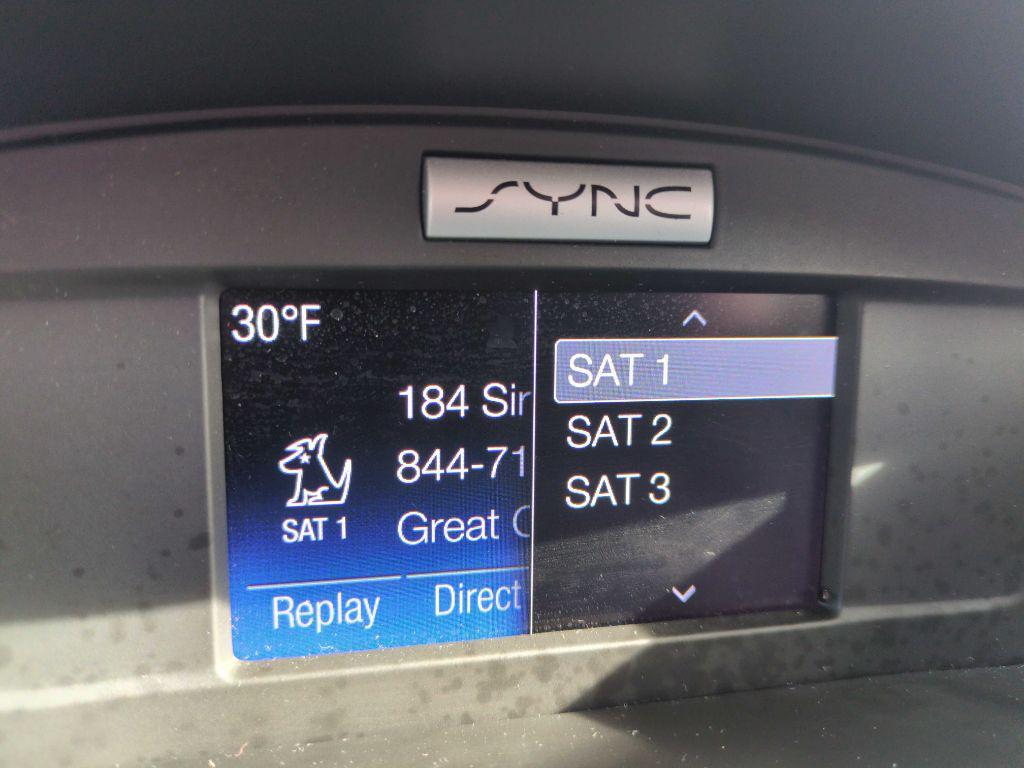 SYNC
30°F
184 Sir
844-71
Great
SAT 1
Replay
Direct
SAT 1
SAT 2
SAT 3